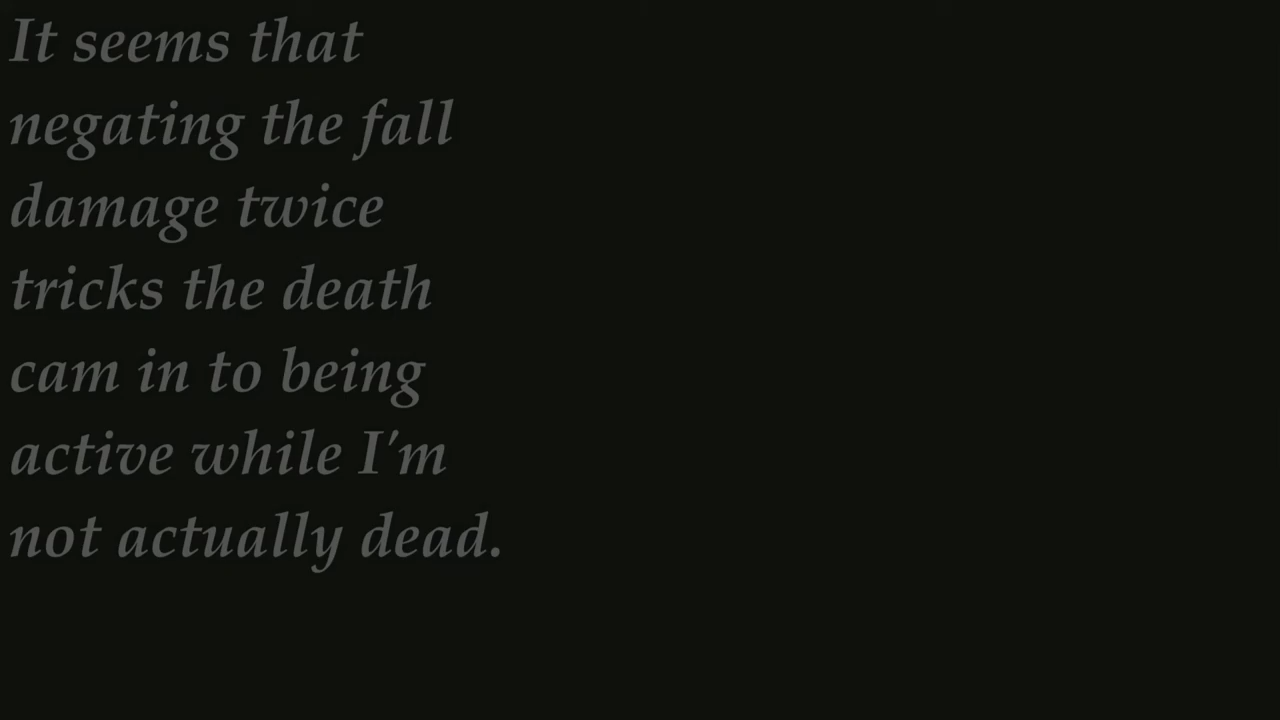 It seems that
negating the fall
damage twice
tricks the death
cam in to being
active while I'm
not actually dead.